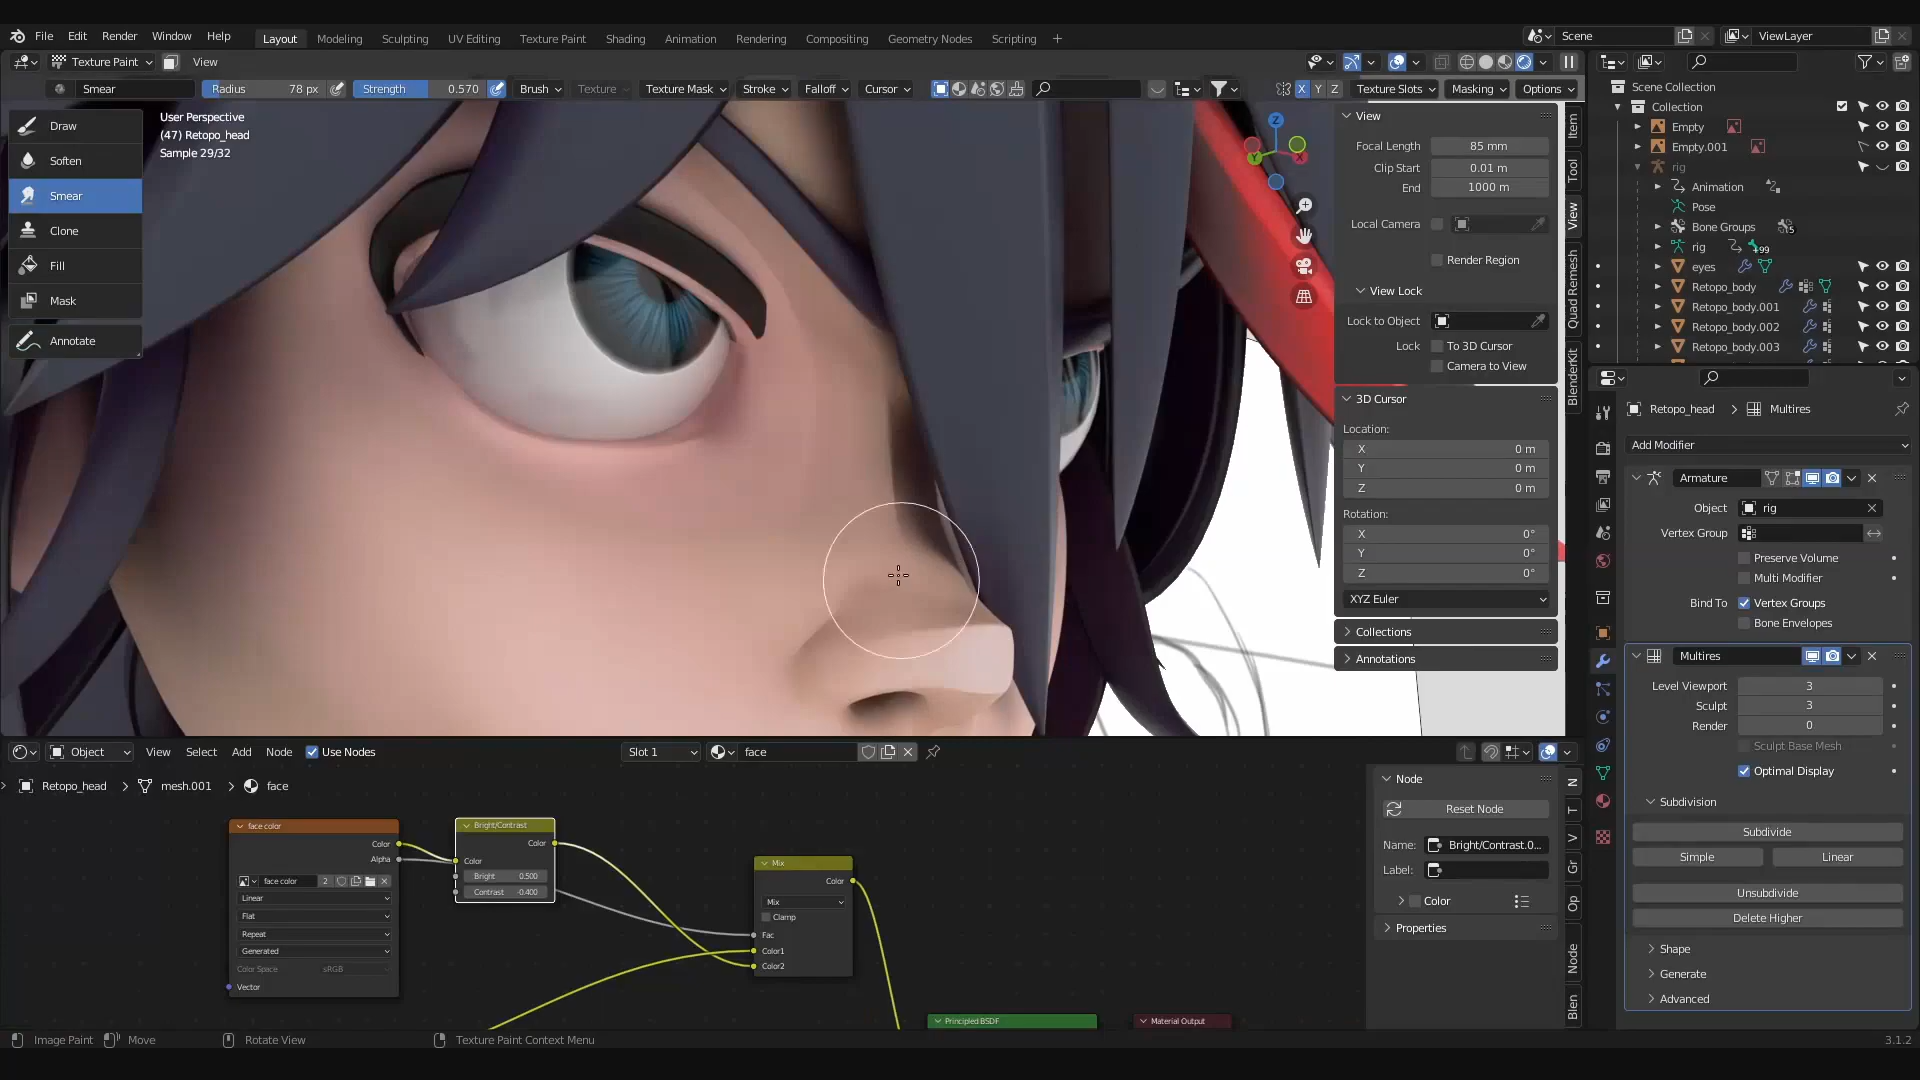 File Edit Render Window Help
Layout Modeling Sculpting UV Editing Texture Paint Shading Animation Rendering Compositing Geometry Nodes Scripting +
Scene
ViewLayer
Texture Paint View
Smear
Radius 78 px
Strength 0.570
Brush Texture Texture Mask Stroke Falloff Cursor
X Y Z Texture Slots Masking Options
Draw
Soften
Smear
Clone
Fill
Mask
Annotate
User Perspective
(47) Retopo_head
Sample 29/32
Z
Y
X
View
Focal Length 85 mm
Clip Start 0.01 m
End 1000 m
Local Camera
Render Region
View Lock
Lock to Object
Lock To 3D Cursor
Camera to View
3D Cursor
Location:
X 0 m
Y 0 m
Z 0 m
Rotation:
X 0°
Y 0°
Z 0°
XYZ Euler
Collections
Annotations
Item
Tool
View
Quad Remesh
BlenderKit
Scene Collection
Collection
Empty
Empty.001
rig
Animation
Pose
Bone Groups 5
rig +99
eyes
Retopo_body
Retopo_body.001
Retopo_body.002
Retopo_body.003
Retopo_head > Multires
Add Modifier
Armature
Object rig
Vertex Group
Preserve Volume
Multi Modifier
Bind To Vertex Groups
Bone Envelopes
Multires
Level Viewport 3
Sculpt 3
Render 0
Sculpt Base Mesh
Optimal Display
Subdivision
Subdivide
Simple Linear
Unsubdivide
Delete Higher
Shape
Generate
Advanced
Object View Select Add Node Use Nodes
Slot 1
face
Retopo_head > mesh.001 > face
face color
Color
Alpha
face color 2
Linear
Flat
Repeat
Generated
Color Space sRGB
Vector
Bright/Contrast
Color
Color
Bright 0.500
Contrast -0.400
Mix
Color
Mix
Clamp
Fac
Color1
Color2
Principled BSDF
Material Output
Node
Reset Node
Name: Bright/Contrast.0...
Label:
Color
Properties
N
T
V
Gr
Op
Node
Blen
Image Paint Move Rotate View Texture Paint Context Menu
3.1.2